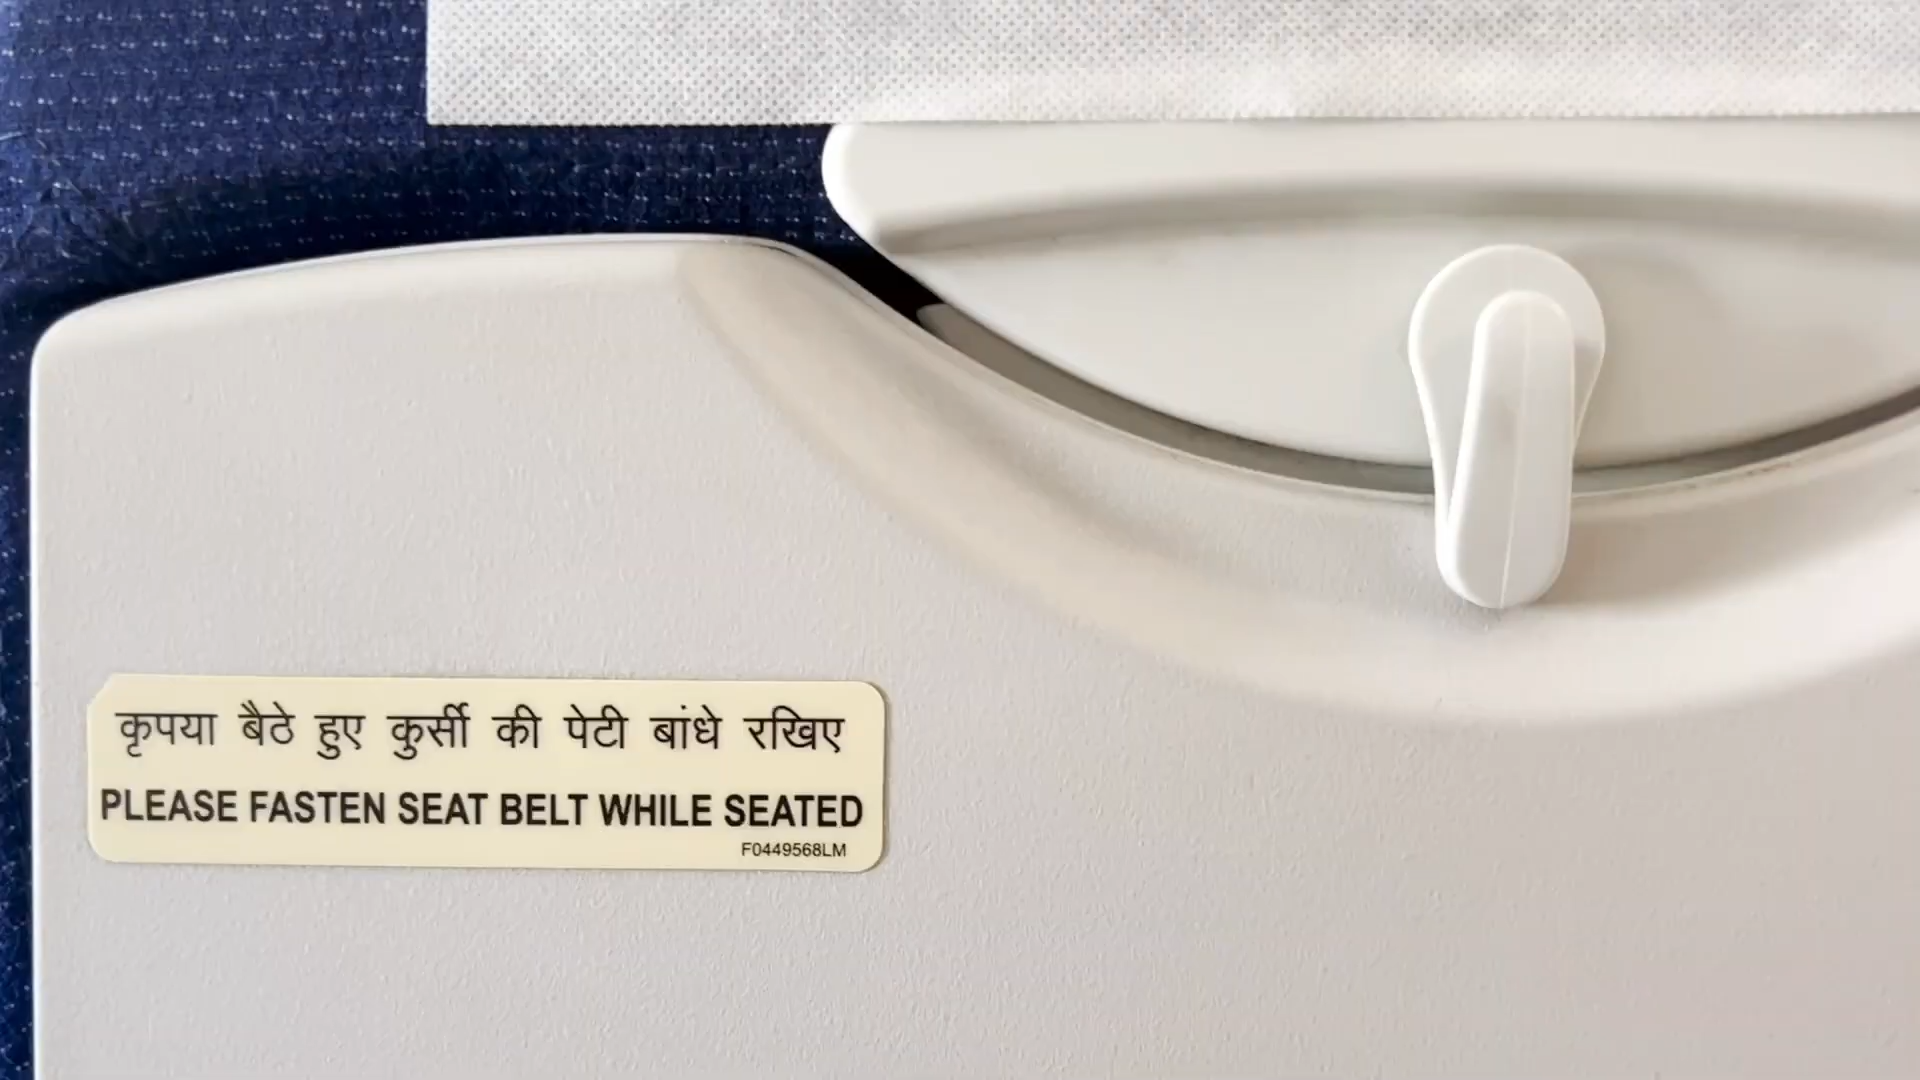 कृपया बैठे हुए कुर्सी की पेटी बांधे रखिए
PLEASE FASTEN SEAT BELT WHILE SEATED
F0449568LM